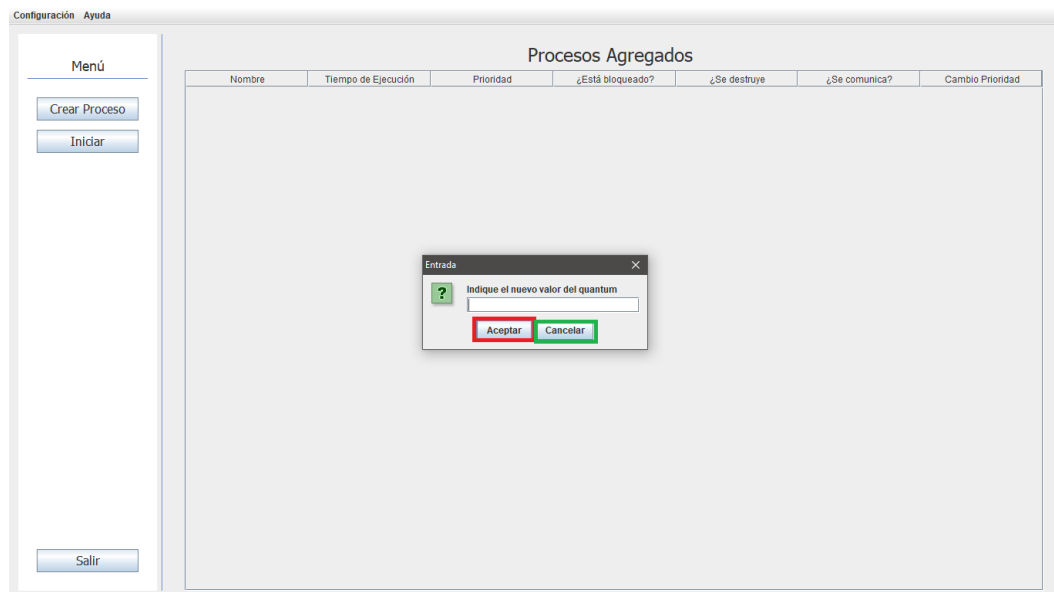 Configuración Ayuda
Menú
Crear Proceso
Iniciar
Salir
Procesos Agregados
Nombre Tiempo de Ejecución Prioridad ¿Está bloqueado? ¿Se destruye ¿Se comunica? Cambio Prioridad
Entrada
Indique el nuevo valor del quantum
Aceptar Cancelar